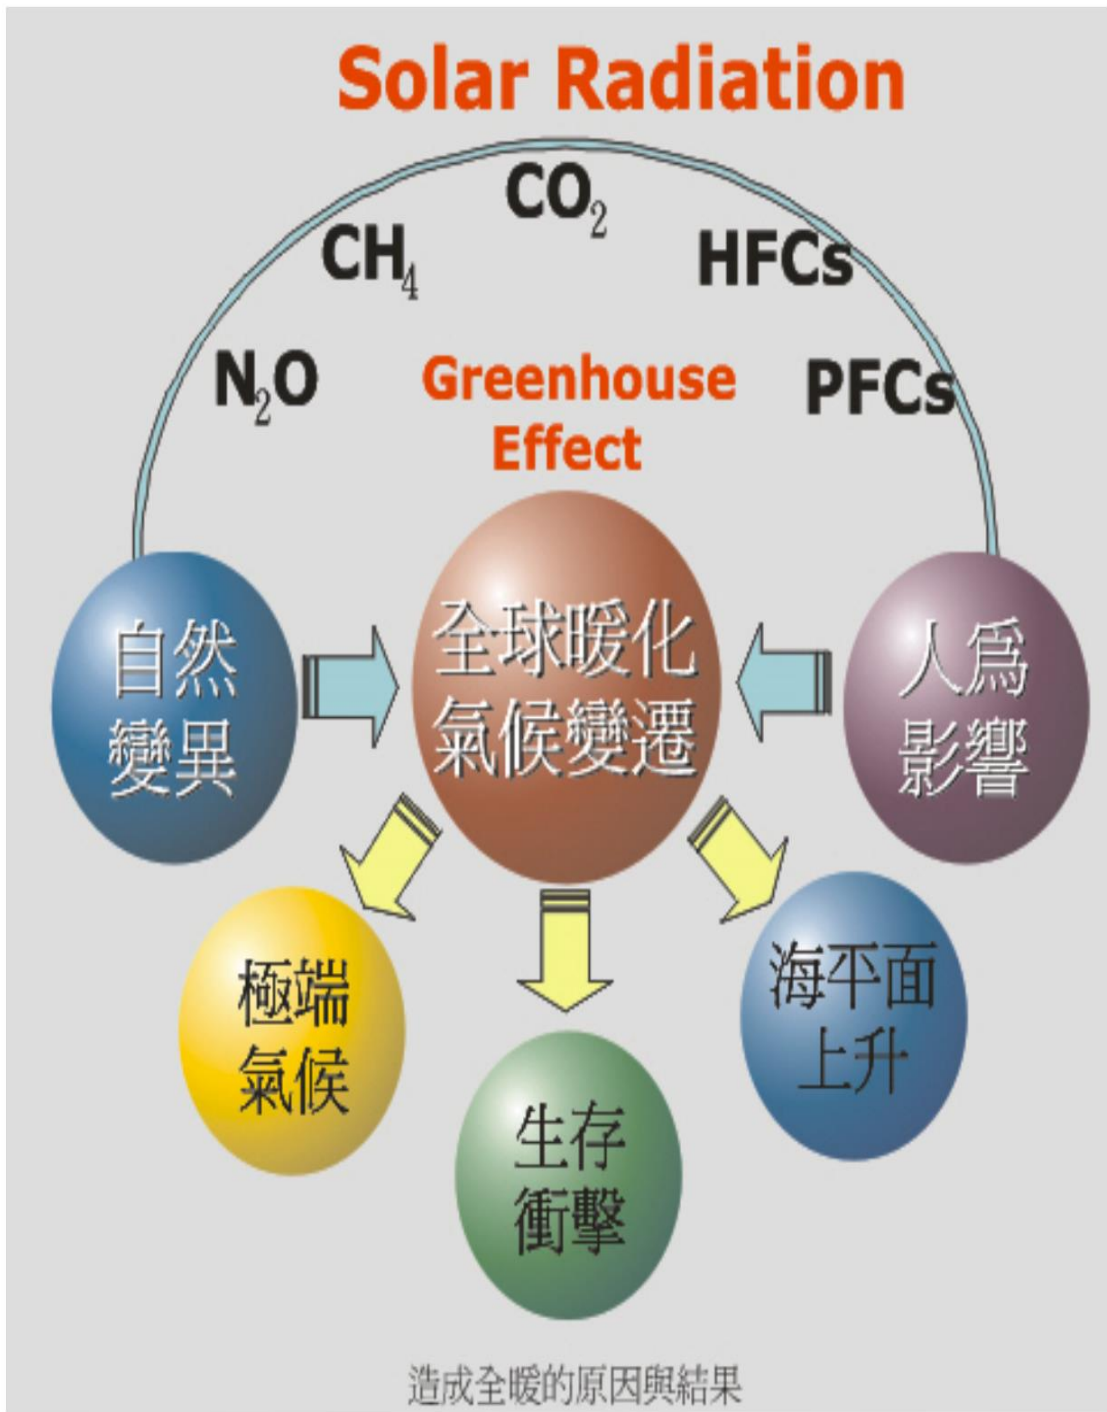 Solar Radiation
CO₂
CH₄
HFCs
N₂O
PFCs
Greenhouse
Effect
自然
變異
全球暖化
氣候變遷
人爲
影響
極端
氣候
生存
衝擊
海平面
上升
造成全暖的原因與結果